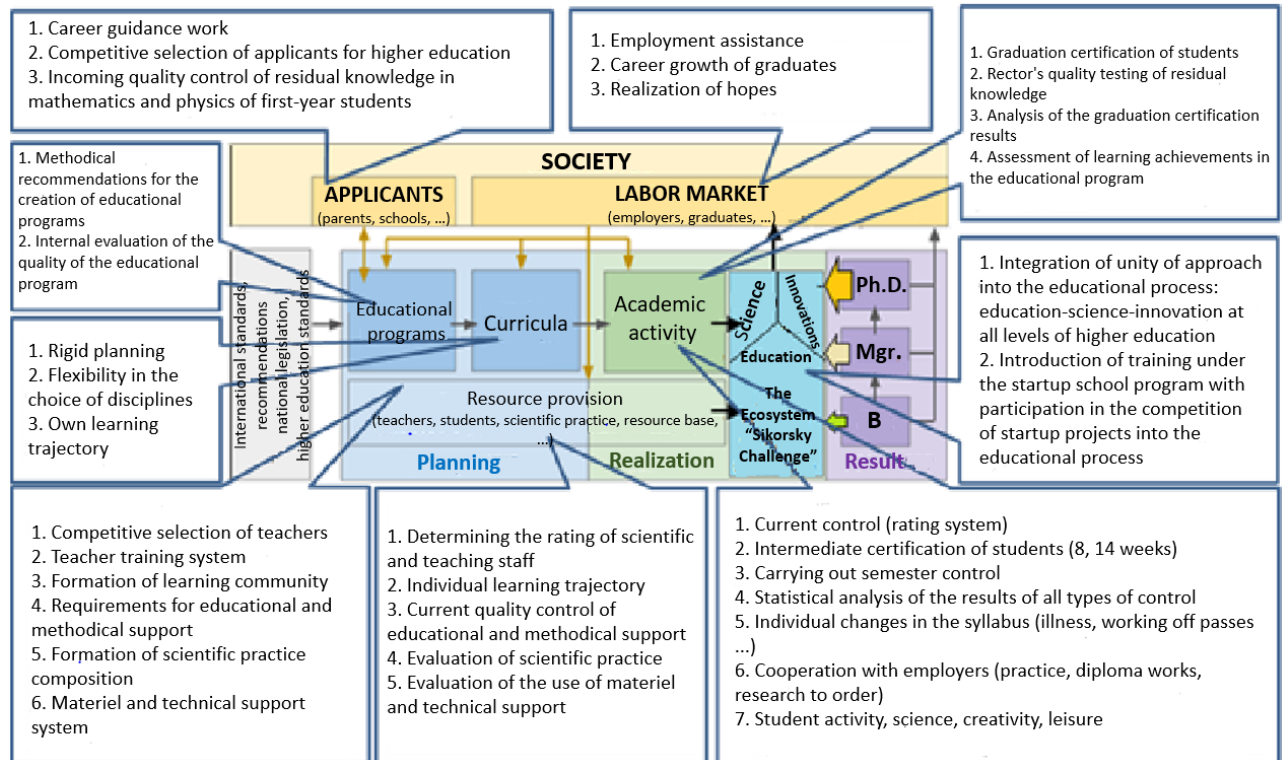 1. Career guidance work
2. Competitive selection of applicants for higher education
3. Incoming quality control of residual knowledge in
mathematics and physics of first-year students
1. Employment assistance
2. Career growth of graduates
3. Realization of hopes
1. Graduation certification of students
2. Rector's quality testing of residual
knowledge
3. Analysis of the graduation certification
results
4. Assessment of learning achievements in
the educational program
1. Methodical
recommendations for the
creation of educational
programs
2. Internal evaluation of the
quality of the educational
program
SOCIETY
APPLICANTS
(parents, schools, ...)
LABOR MARKET
(employers, graduates, ...)
International standards,
recommendations
national legislation,
higher education standards
Educational
programs
Curricula
Academic
activity
Science
Innovations
Education
The
Ecosystem
"Sikorsky
Challenge"
Ph.D.
Mgr.
B
Resource provision
(teachers, students, scientific practice, resource base,
...)
Planning
Realization
Result
1. Rigid planning
2. Flexibility in the
choice of disciplines
3. Own learning
trajectory
1. Integration of unity of approach
into the educational process:
education-science-innovation at
all levels of higher education
2. Introduction of training under
the startup school program with
participation in the competition
of startup projects into the
educational process
1. Competitive selection of teachers
2. Teacher training system
3. Formation of learning community
4. Requirements for educational and
methodical support
5. Formation of scientific practice
composition
6. Materiel and technical support
system
1. Determining the rating of scientific
and teaching staff
2. Individual learning trajectory
3. Current quality control of
educational and methodical support
4. Evaluation of scientific practice
5. Evaluation of the use of materiel
and technical support
1. Current control (rating system)
2. Intermediate certification of students (8, 14 weeks)
3. Carrying out semester control
4. Statistical analysis of the results of all types of control
5. Individual changes in the syllabus (illness, working off passes
...)
6. Cooperation with employers (practice, diploma works,
research to order)
7. Student activity, science, creativity, leisure